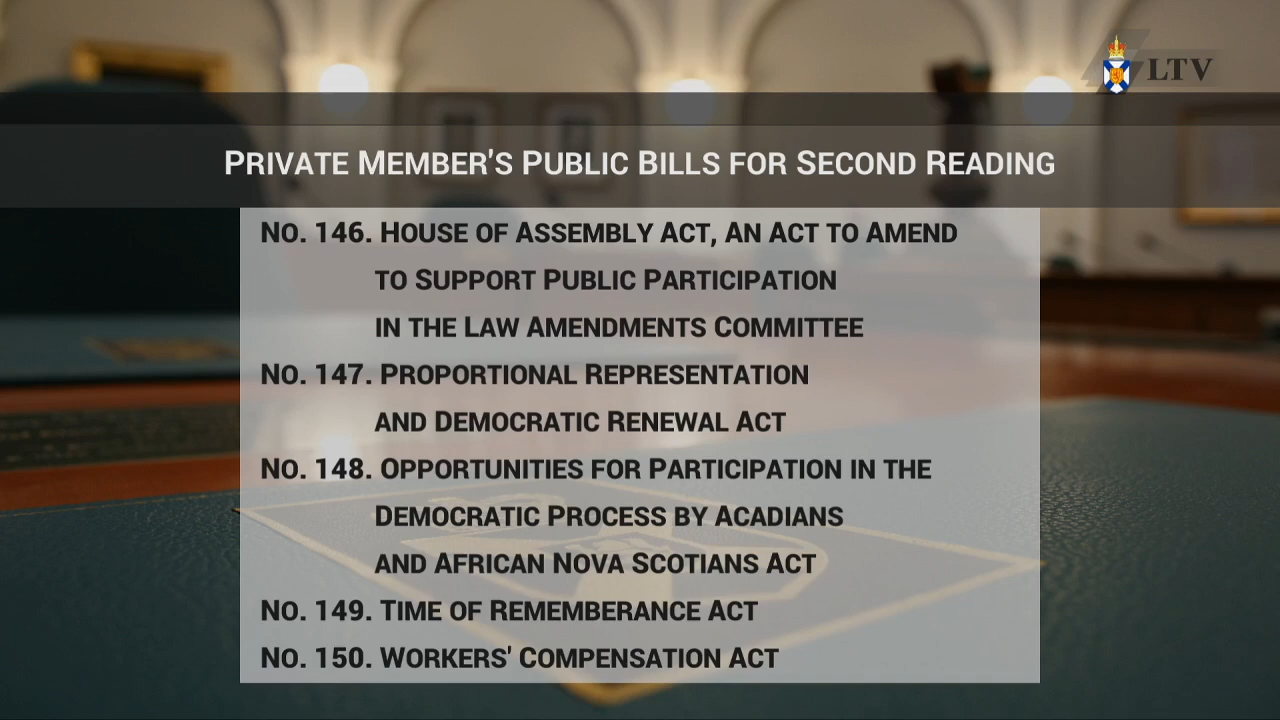 LTV
PRIVATE MEMBER'S PUBLIC BILLS FOR SECOND READING
NO. 146. HOUSE OF ASSEMBLY ACT, AN ACT TO AMEND
TO SUPPORT PUBLIC PARTICIPATION
IN THE LAW AMENDMENTS COMMITTEE
NO. 147. PROPORTIONAL REPRESENTATION
AND DEMOCRATIC RENEWAL ACT
NO. 148. OPPORTUNITIES FOR PARTICIPATION IN THE
DEMOCRATIC PROCESS BY ACADIANS
AND AFRICAN NOVA SCOTIANS ACT
NO. 149. TIME OF REMEMBERANCE ACT
NO. 150. WORKERS' COMPENSATION ACT